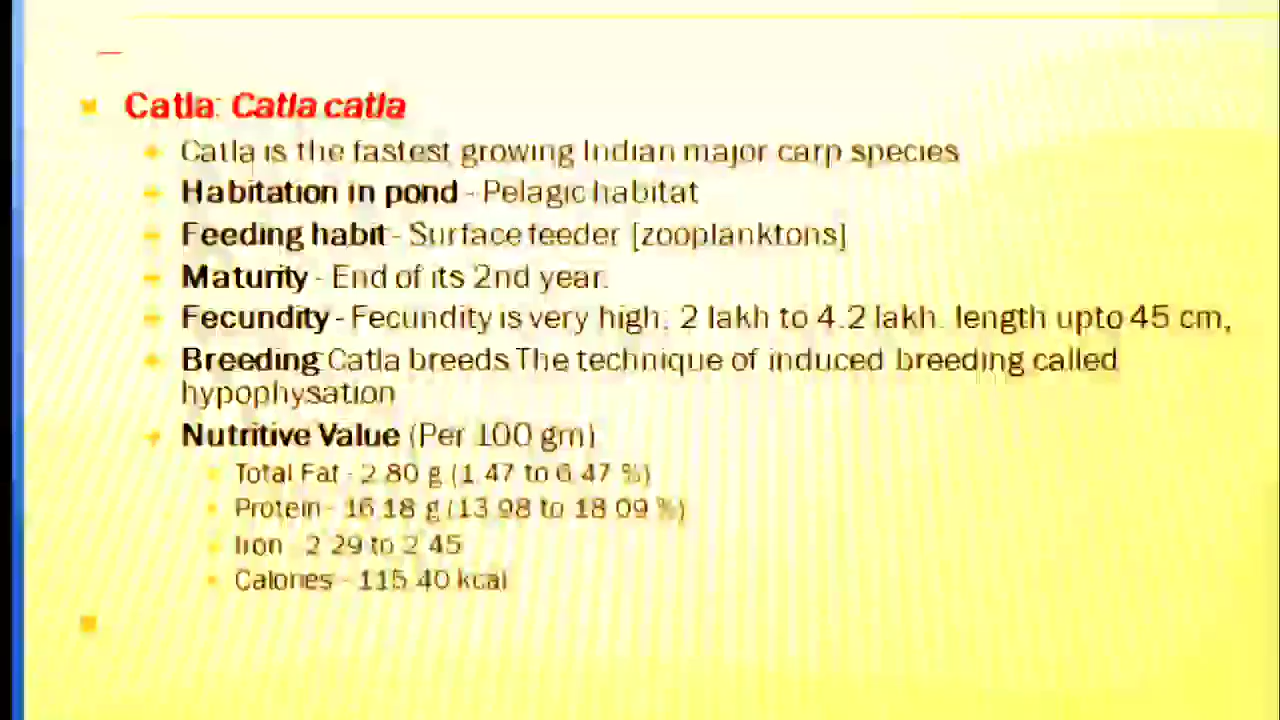 Catla: Catla catla
Catla is the fastest growing Indian major carp species
Habitation in pond - Pelagic habitat
Feeding habit - Surface feeder [zooplanktons]
Maturity - End of its 2nd year.
Fecundity - Fecundity is very high; 2 lakh to 4.2 lakh. length upto 45 cm,
Breeding Catla breeds The technique of induced breeding called
hypophysation
Nutritive Value (Per 100 gm)
Total Fat - 2.80 g (1.47 to 6.47 %)
Protein - 16.18 g (13.98 to 18.09 %)
Iron - 2.29 to 2.45
Calories - 115.40 kcal